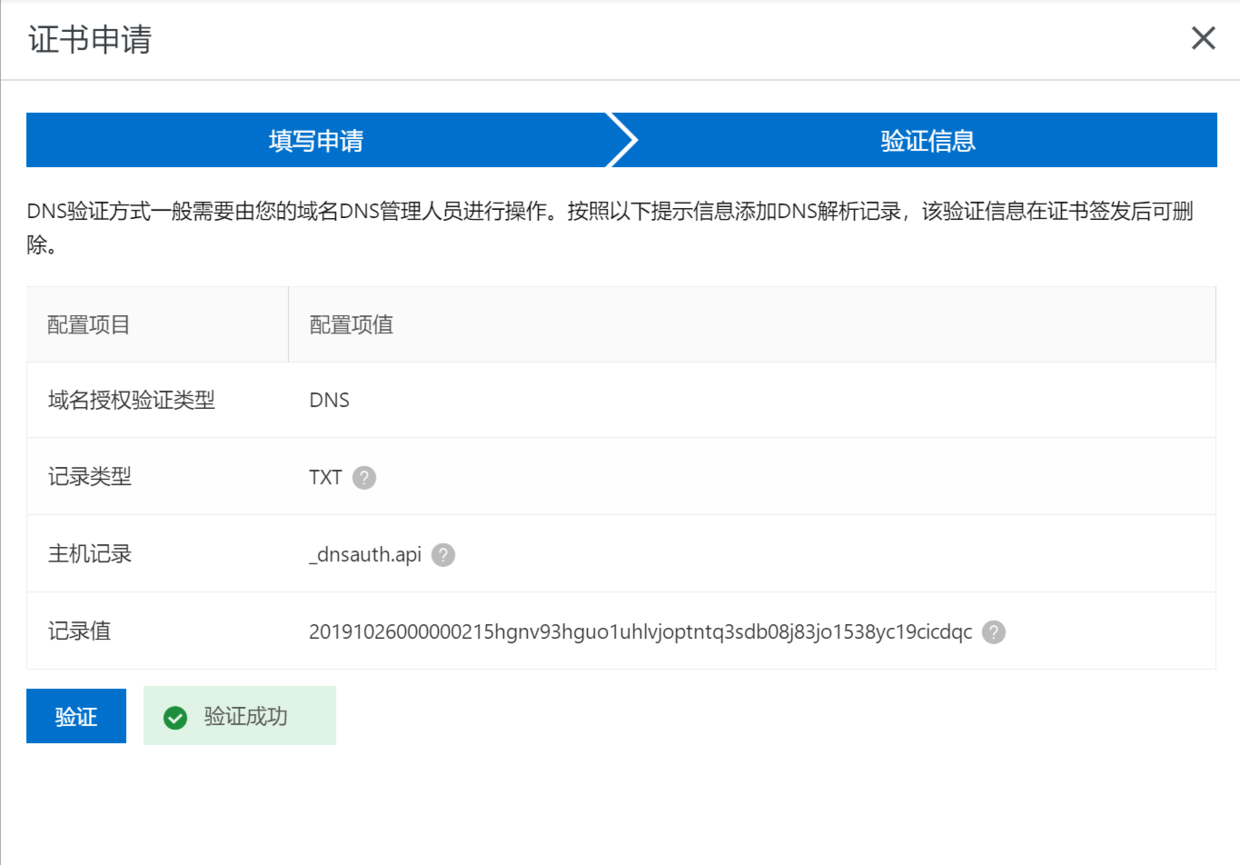 证书申请
填写申请
验证信息
DNS验证方式一般需要由您的域名DNS管理人员进行操作。按照以下提示信息添加DNS解析记录，该验证信息在证书签发后可删
除。
配置项目 配置项值
域名授权验证类型 DNS
记录类型 TXT ?
主机记录 _dnsauth.api ?
记录值 20191026000000215hgnv93hguo1uhlvjoptntq3sdb08j83jo1538yc19cicdqc ?
验证 验证成功